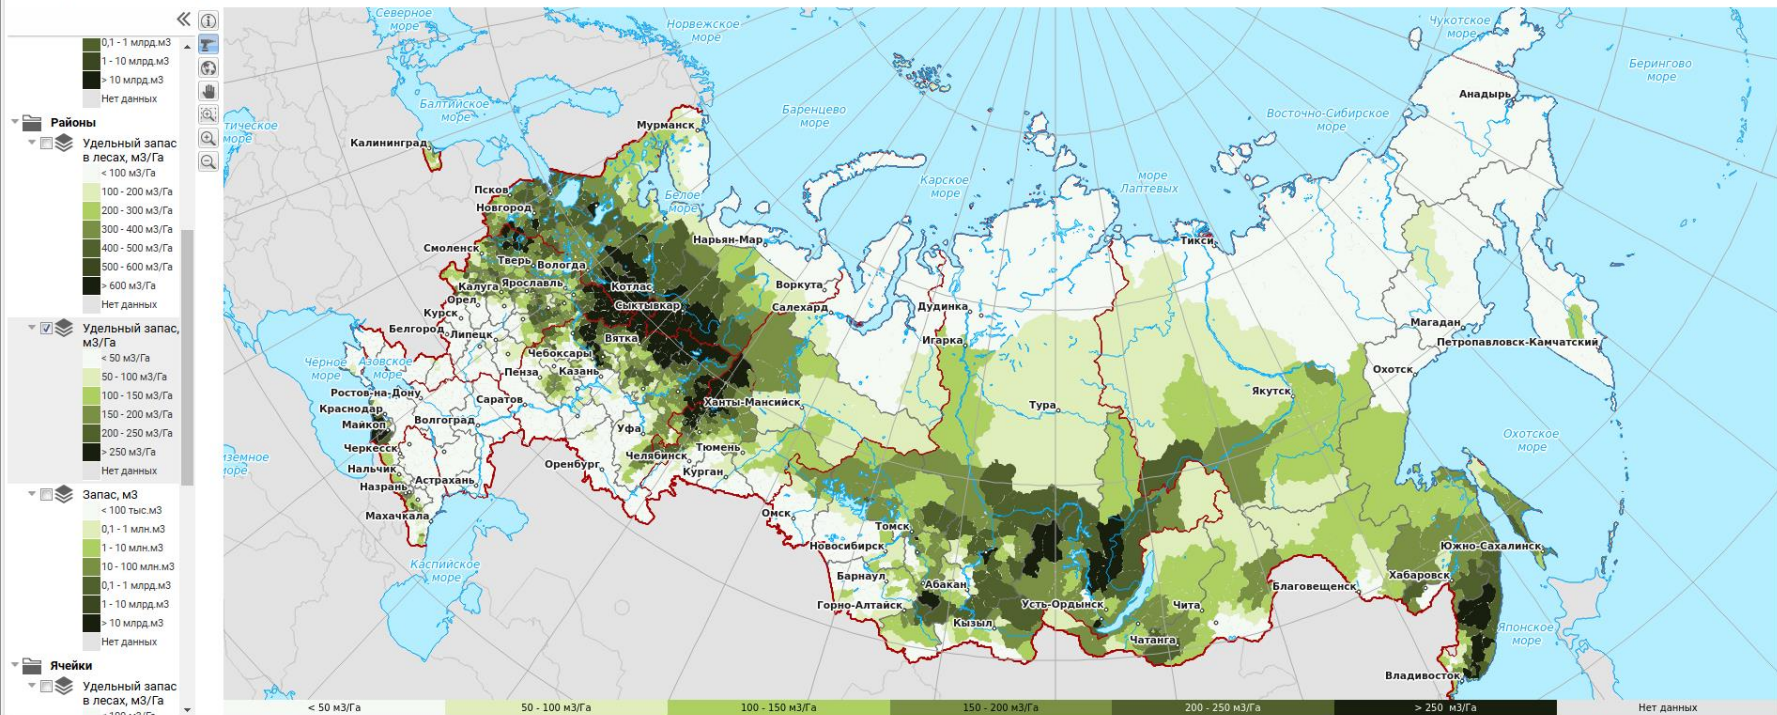 0,1 - 1 млрд.м3
1 - 10 млрд.м3
> 10 млрд.м3
Нет данных
Районы
Удельный запас
в лесах, м3/Га
< 100 м3/Га
100 - 200 м3/Га
200 - 300 м3/Га
300 - 400 м3/Га
400 - 500 м3/Га
500 - 600 м3/Га
> 600 м3/Га
Нет данных
Удельный запас,
м3/Га
< 50 м3/Га
50 - 100 м3/Га
100 - 150 м3/Га
150 - 200 м3/Га
200 - 250 м3/Га
> 250 м3/Га
Нет данных
Запас, м3
< 100 тыс.м3
0,1 - 1 млн.м3
1 - 10 млн.м3
10 - 100 млн.м3
0,1 - 1 млрд.м3
1 - 10 млрд.м3
> 10 млрд.м3
Нет данных
Ячейки
Удельный запас
в лесах, м3/Га
Северное
море
Норвежское
море
Чукотское
море
Берингово
море
Балтийское
море
Баренцево
море
Восточно-Сибирское
море
тическое
море
Анадырь
Мурманск
Калининград
Карское
море
море
Лаптевых
Псков
Белое
море
Новгород
Нарьян-Мар
Тикси
Смоленск
Тверь
Вологда
Калуга
Ярославль
Котлас
Воркута
Орел
Сыктывкар
Салехард
Дудинка
Курск
Магадан
Белгород
Липецк
Вятка
Игарка
Петропавловск-Камчатский
Черное
море
Азовское
море
Чебоксары
Пенза
Казань
Охотск
Ростов-на-Дону
Саратов
Ханты-Мансийск
Тура
Якутск
Краснодар
Майкоп
Волгоград
Уфа
Черкесск
Тюмень
Охотское
море
иземное
оре
Нальчик
Оренбург
Челябинск
Курган
Назрань
Астрахань
Махачкала
Омск
Томск
Новосибирск
Южно-Сахалинск
Каспийское
море
Барнаул
Абакан
Хабаровск
Благовещенск
Горно-Алтайск
Усть-Ордынск
Чита
Кызыл
Чатанга
Японское
море
Владивосток
< 50 м3/Га
50 - 100 м3/Га
100 - 150 м3/Га
150 - 200 м3/Га
200 - 250 м3/Га
> 250 м3/Га
Нет данных